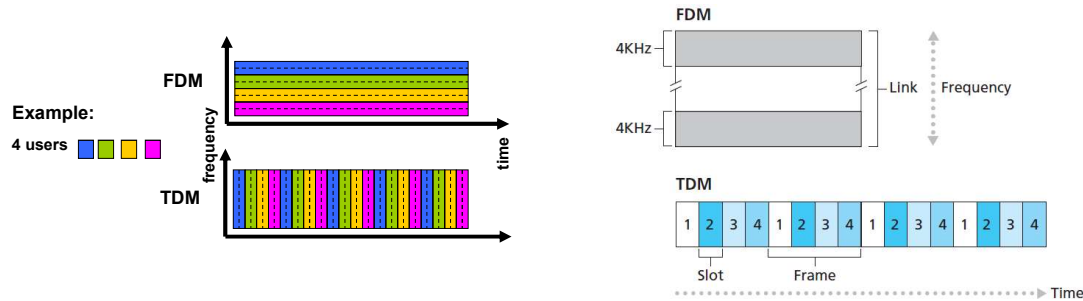 FDM
Example:
4 users
frequency
time
TDM
FDM
4KHz
4KHz
Link
Frequency
TDM
1 2 3 4 1 2 3 4 1 2 3 4 1 2 3 4
Slot
Frame
Time